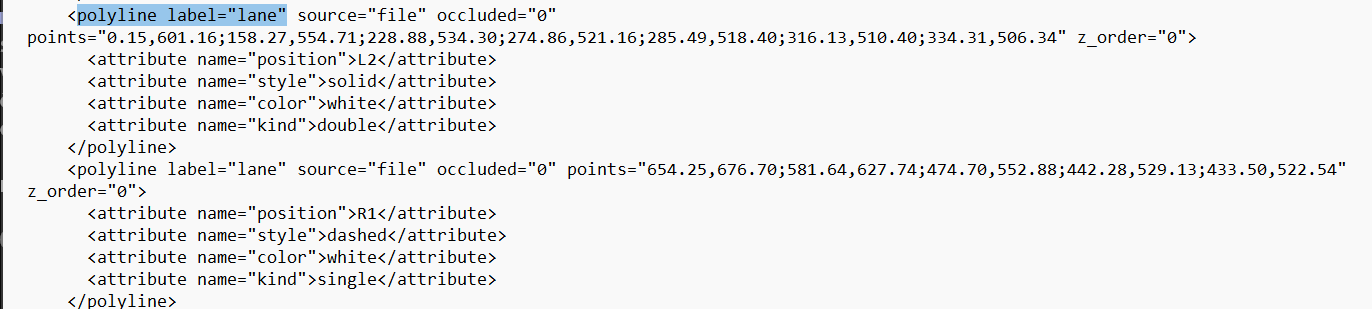 <polyline label="lane" source="file" occluded="0"
points="0.15,601.16;158.27,554.71;228.88,534.30;274.86,521.16;285.49,518.40;316.13,510.40;334.31,506.34" z_order="0">
<attribute name="position">L2</attribute>
<attribute name="style">solid</attribute>
<attribute name="color">white</attribute>
<attribute name="kind">double</attribute>
</polyline>
<polyline label="lane" source="file" occluded="0" points="654.25,676.70;581.64,627.74;474.70,552.88;442.28,529.13;433.50,522.54"
z_order="0">
<attribute name="position">R1</attribute>
<attribute name="style">dashed</attribute>
<attribute name="color">white</attribute>
<attribute name="kind">single</attribute>
</polyline>